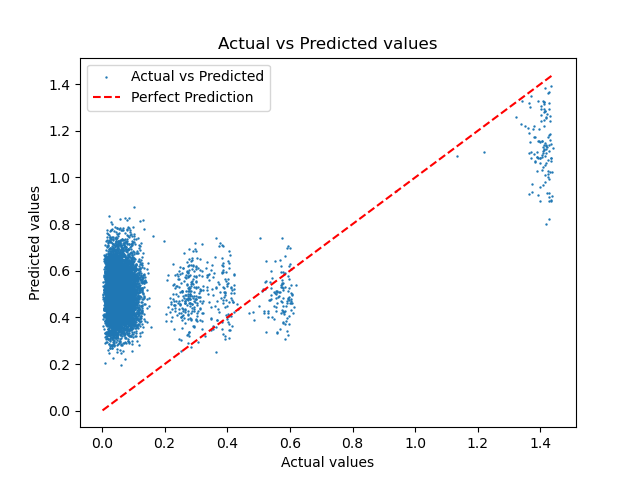 Actual vs Predicted values
Actual vs Predicted
Perfect Prediction
Predicted values
1.4
1.2
1.0
0.8
0.6
0.4
0.2
0.0
0.0 0.2 0.4 0.6 0.8 1.0 1.2 1.4
Actual values